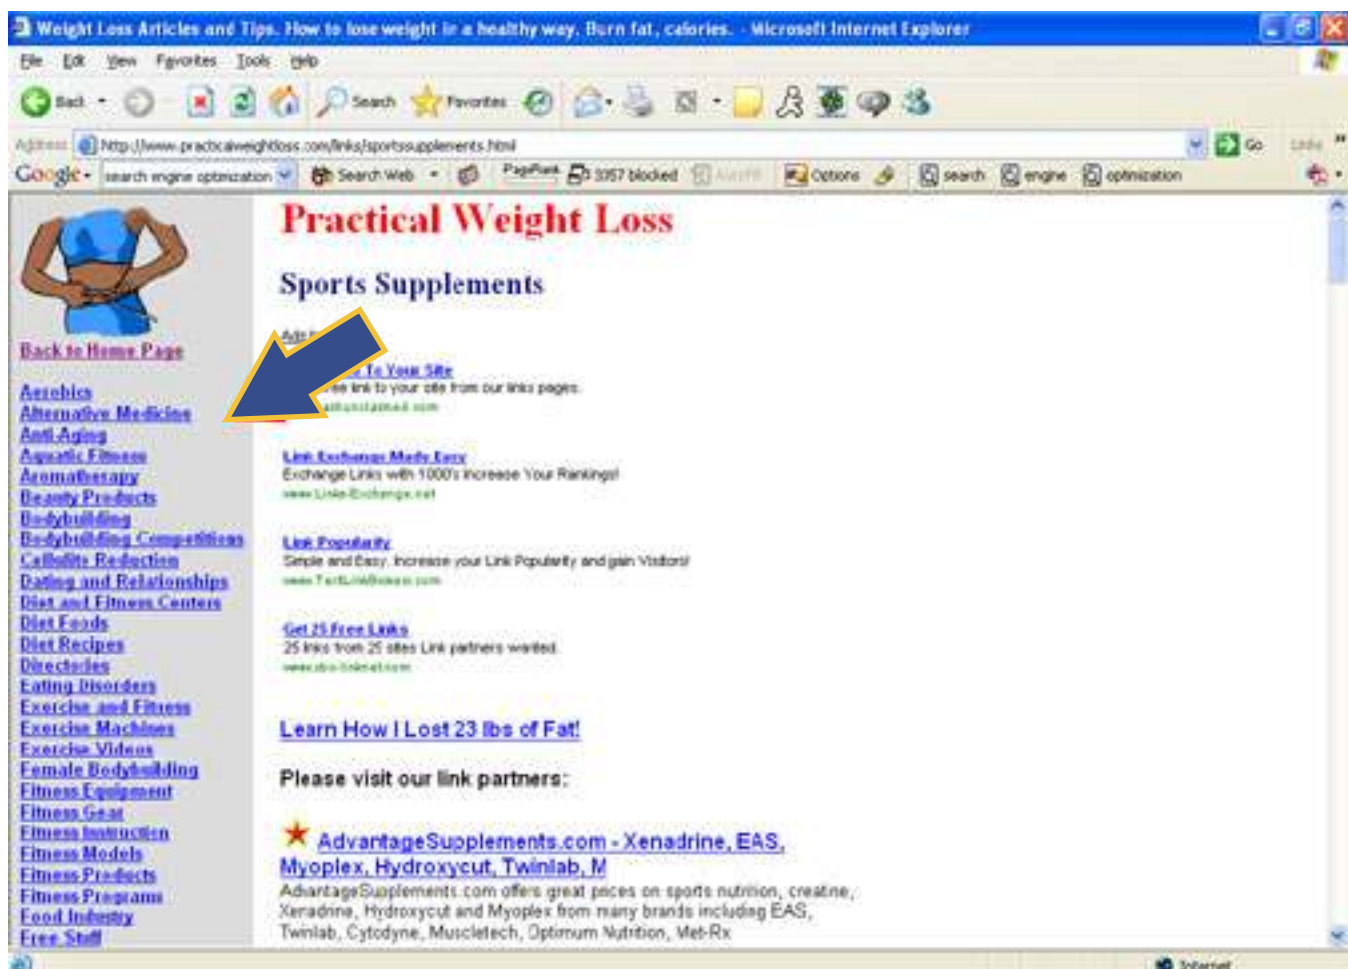 Weight Loss Articles and Tips. How to lose weight in a healthy way. Burn fat, calories. - Microsoft Internet Explorer
File Edit View Favorites Tools Help
Back Search Favorites
Address http://www.practicalweightloss.com/links/sportssupplements.html Go Links »
Google search engine optimization Search Web PageRank 3357 blocked AutoFill Options search engine optimization
Practical Weight Loss
Sports Supplements
Back to Home Page
Aerobics
Alternative Medicine
Anti-Aging
Aquatic Fitness
Aromatherapy
Beauty Products
Bodybuilding
Bodybuilding Competitions
Cellulite Reduction
Dating and Relationships
Diet and Fitness Centers
Diet Foods
Diet Recipes
Directories
Eating Disorders
Exercise and Fitness
Exercise Machines
Exercise Videos
Female Bodybuilding
Fitness Equipment
Fitness Gear
Fitness Instruction
Fitness Models
Fitness Products
Fitness Programs
Food Industry
Free Stuff
Ads
To Your Site
link to your site from our links pages.
Link Exchange Made Easy
Exchange Links with 1000's Increase Your Rankings!
www.Links-Exchange.net
Link Popularity
Simple and Easy. Increase your Link Popularity and gain Visitors!
Get 25 Free Links
25 links from 25 sites Link partners wanted.
Learn How I Lost 23 lbs of Fat!
Please visit our link partners:
AdvantageSupplements.com - Xenadrine, EAS,
Myoplex, Hydroxycut, Twinlab, M
AdvantageSupplements.com offers great prices on sports nutrition, creatine,
Xenadrine, Hydroxycut and Myoplex from many brands including EAS,
Twinlab, Cytodyne, Muscletech, Optimum Nutrition, Met-Rx
Internet